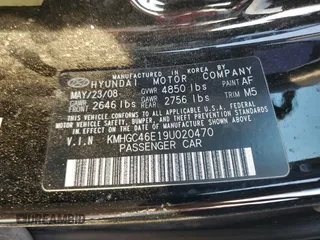 MANUFACTURED IN KOREA
HYUNDAI MOTOR COMPANY
MAY/23/08 GVWR 4850 lbs PAINT AF
GAWR FRONT 2646 lbs GAWR REAR 2756 lbs TRIM M5
THIS VEHICLE CONFORMS TO ALL APPLICABLE U.S.A. FEDERAL
MOTOR VEHICLE SAFETY, BUMPER AND THEFT PREVENTION
STANDARDS IN EFFECT ON THE DATE OF MANUFACTURE SHOWN ABOVE.
V.I.N KMHGC46E19U020470
PASSENGER CAR